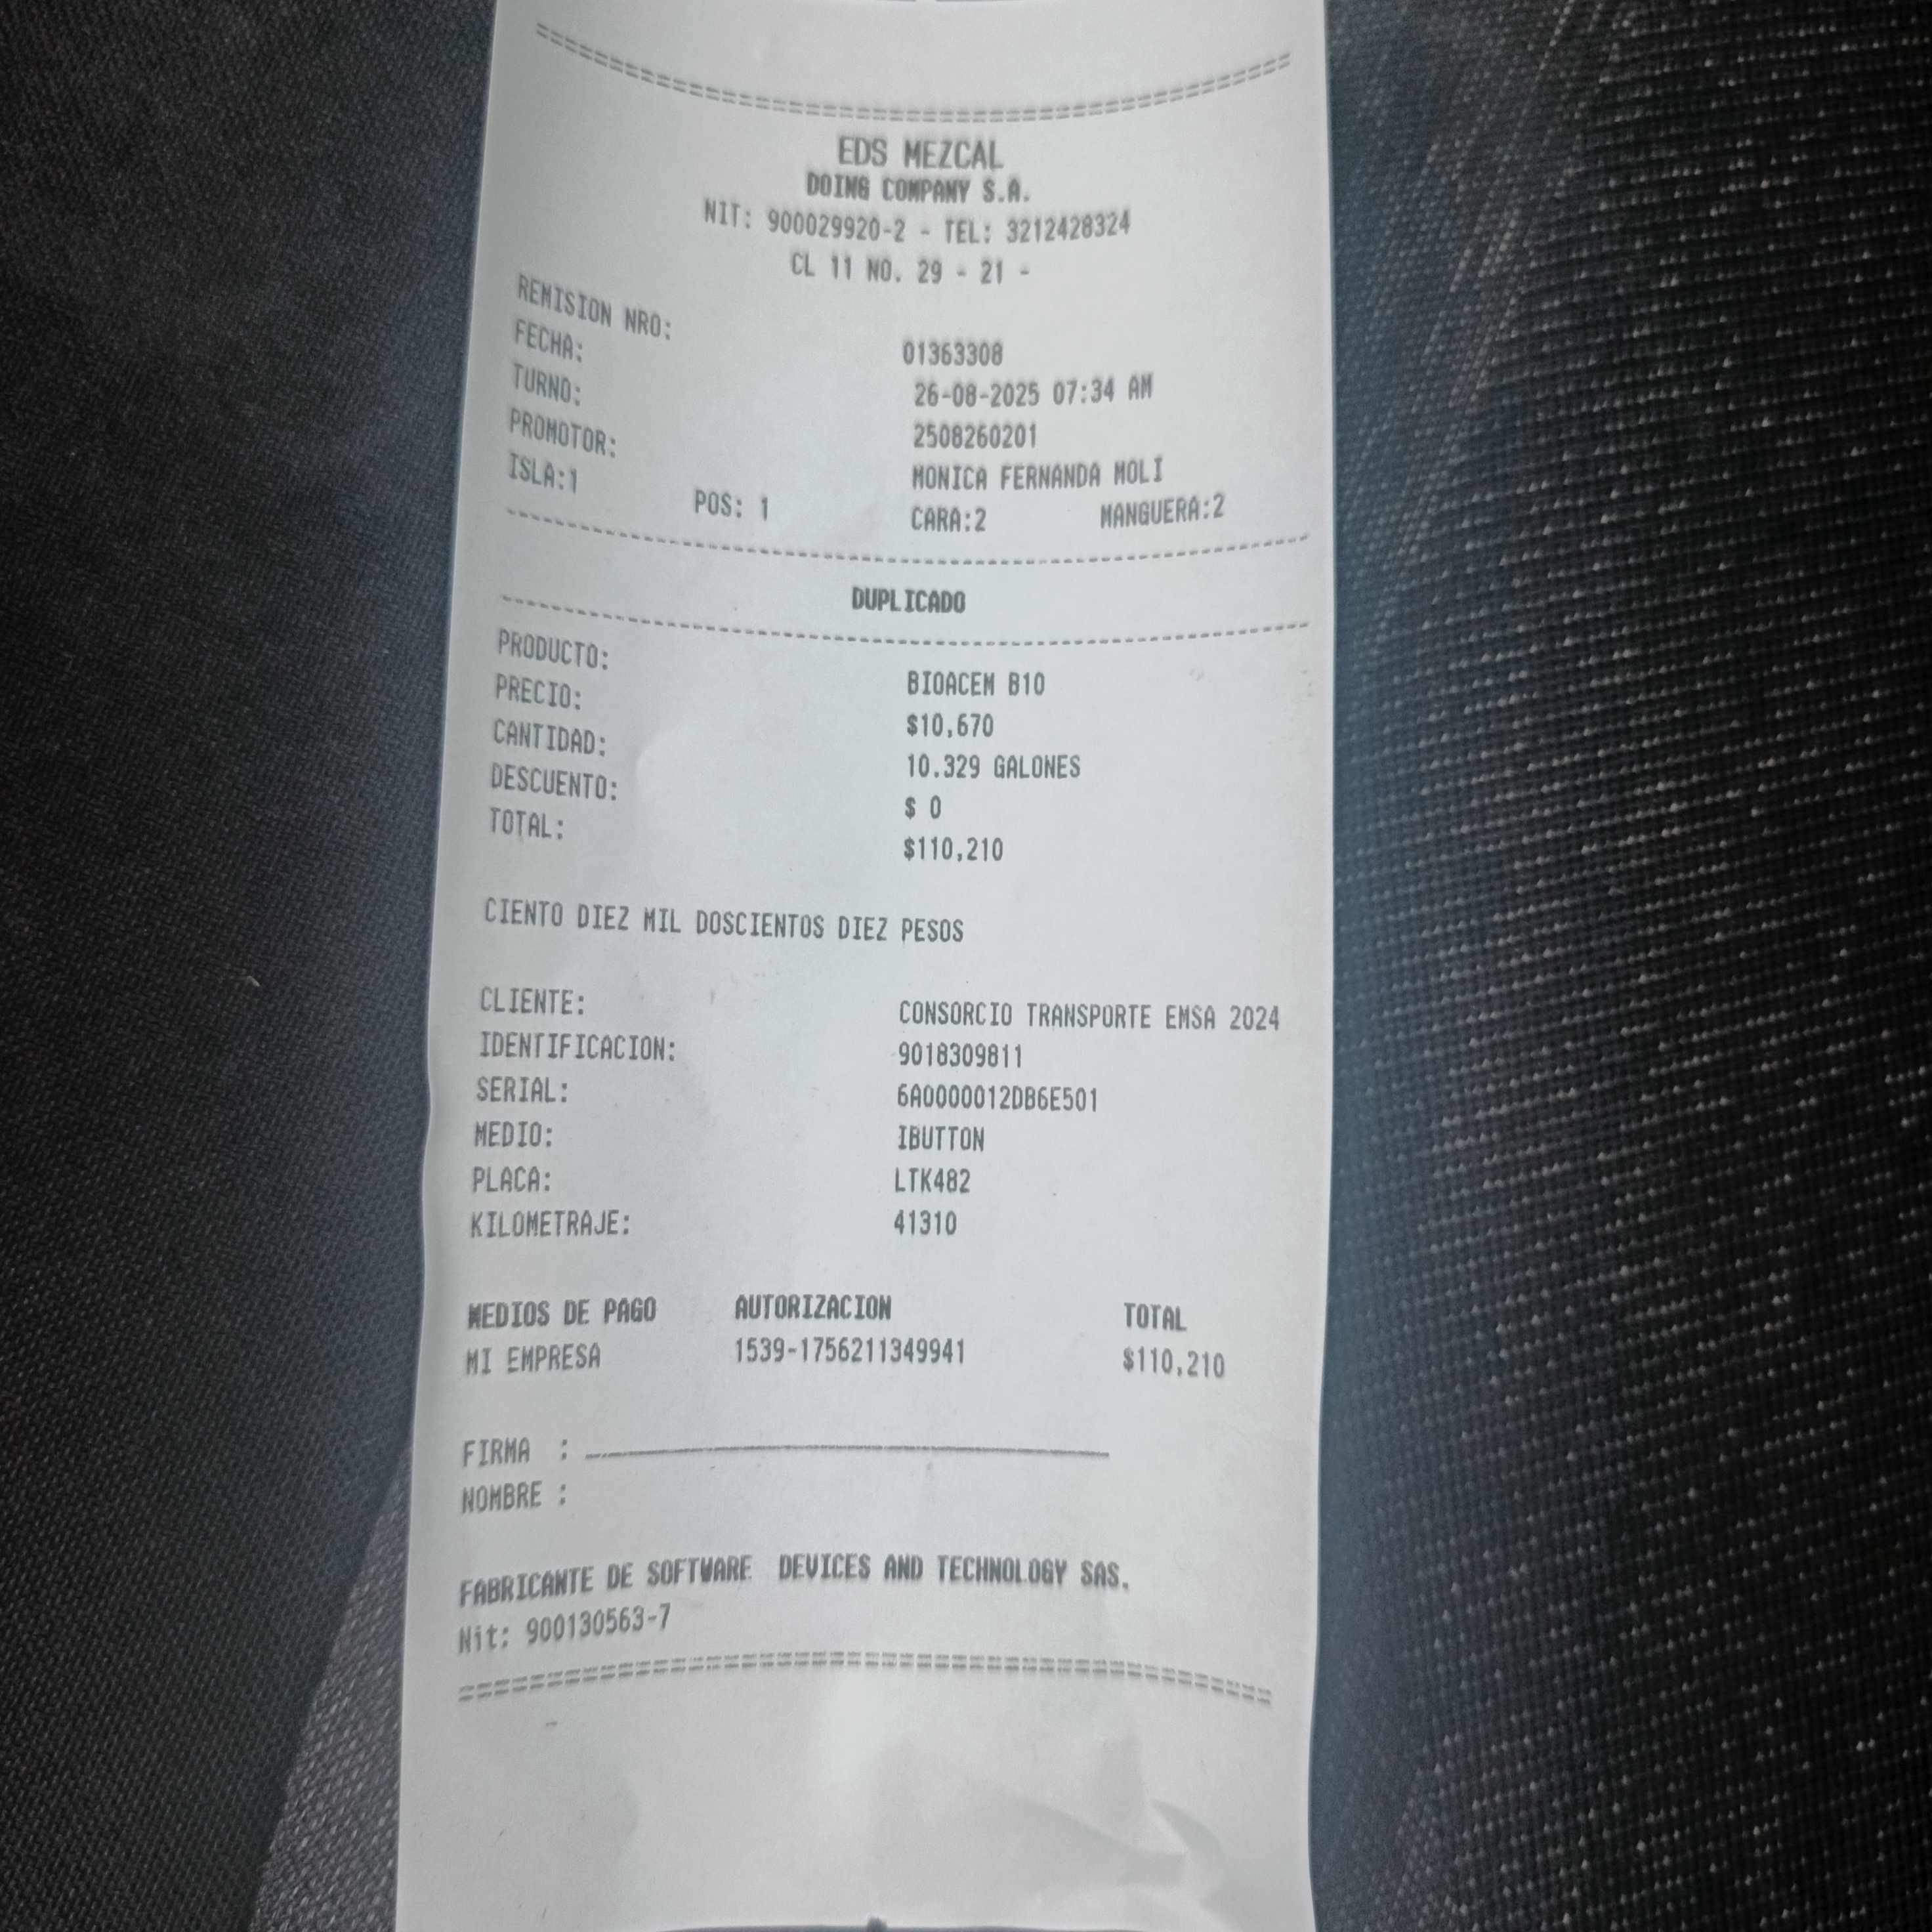 EDS MEZCAL
DOING COMPANY S.A.
NIT: 900029920-2 - TEL: 3212428324
CL 11 NO. 29 - 21 -
REMISION NRO: 01363308
FECHA: 26-08-2025 07:34 AM
TURNO: 2508260201
PROMOTOR: MONICA FERNANDA MOLI
ISLA:1 POS: 1 CARA:2 MANGUERA:2
DUPLICADO
PRODUCTO: BIOACEM B10
PRECIO: $10,670
CANTIDAD: 10.329 GALONES
DESCUENTO: $ 0
TOTAL: $110,210
CIENTO DIEZ MIL DOSCIENTOS DIEZ PESOS
CLIENTE: CONSORCIO TRANSPORTE EMSA 2024
IDENTIFICACION: 9018309811
SERIAL: 6A0000012DB6E501
MEDIO: IBUTTON
PLACA: LTK482
KILOMETRAJE: 41310
MEDIOS DE PAGO AUTORIZACION TOTAL
MI EMPRESA 1539-1756211349941 $110,210
FIRMA :
NOMBRE :
FABRICANTE DE SOFTWARE DEVICES AND TECHNOLOGY SAS.
Nit: 900130563-7